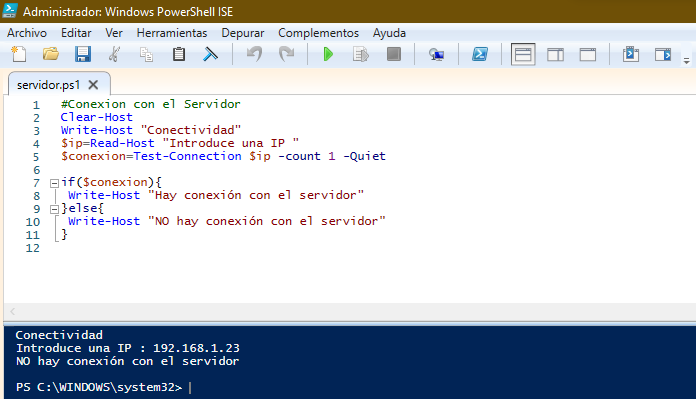 Administrador: Windows PowerShell ISE
Archivo Editar Ver Herramientas Depurar Complementos Ayuda
servidor.ps1
1 #Conexion con el Servidor
2 Clear-Host
3 Write-Host "Conectividad"
4 $ip=Read-Host "Introduce una IP "
5 $conexion=Test-Connection $ip -count 1 -Quiet
6
7 if($conexion){
8 Write-Host "Hay conexión con el servidor"
9 }else{
10 Write-Host "NO hay conexión con el servidor"
11 }
12
Conectividad
Introduce una IP : 192.168.1.23
NO hay conexión con el servidor
PS C:\WINDOWS\system32>